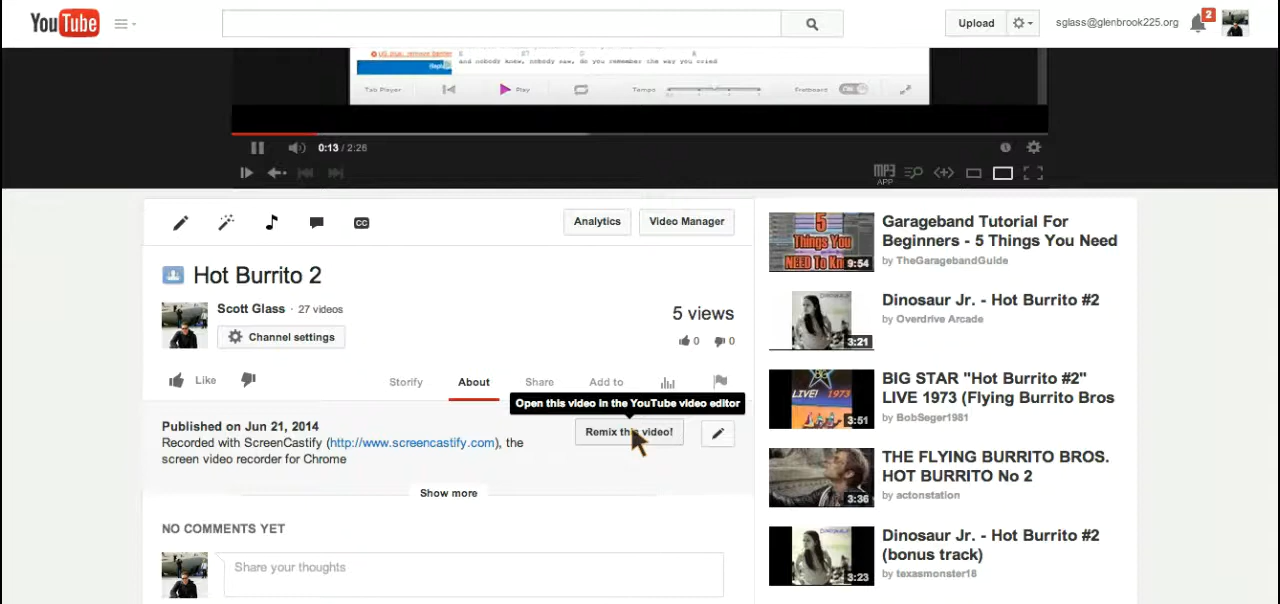 YouTube
Upload
sglass@glenbrook225.org
2
and nobody knew, nobody saw, do you remember the way you cried
Tab Player
Play
Tempo
Fretboard
0:13 / 2:26
MP3
APP
Analytics
Video Manager
Hot Burrito 2
Scott Glass · 27 videos
Channel settings
5 views
0
0
Like
Storify
About
Share
Add to
Open this video in the YouTube video editor
Published on Jun 21, 2014
Remix this video!
Recorded with ScreenCastify (http://www.screencastify.com), the
screen video recorder for Chrome
Show more
NO COMMENTS YET
Share your thoughts
5
Things You
NEED To Kn
9:54
Garageband Tutorial For
Beginners - 5 Things You Need
by TheGaragebandGuide
3:21
Dinosaur Jr. - Hot Burrito #2
by Overdrive Arcade
LIVE! 1973
3:51
BIG STAR "Hot Burrito #2"
LIVE 1973 (Flying Burrito Bros
by BobSeger1981
3:36
THE FLYING BURRITO BROS.
HOT BURRITO No 2
by actonstation
3:23
Dinosaur Jr. - Hot Burrito #2
(bonus track)
by texasmonster18